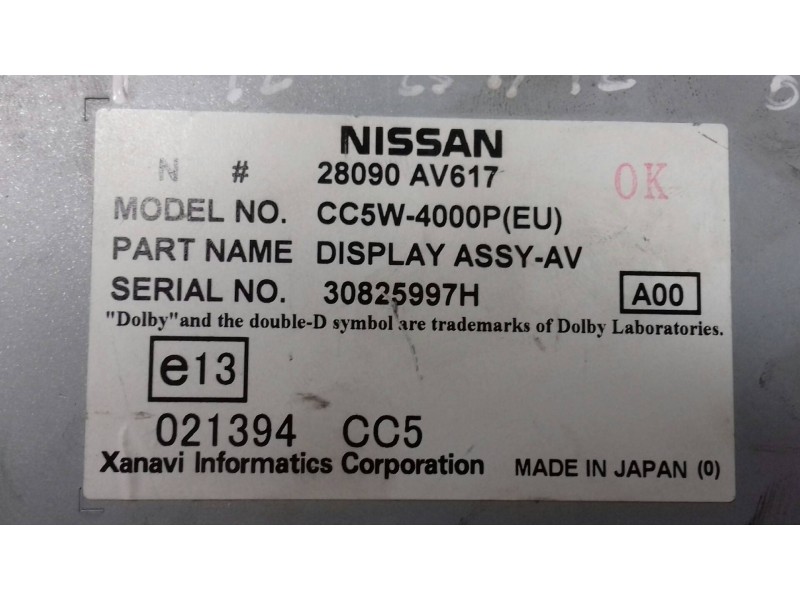 NISSAN
N # 28090 AV617
OK
MODEL NO. CC5W-4000P(EU)
PART NAME DISPLAY ASSY-AV
SERIAL NO. 30825997H A00
"Dolby"and the double-D symbol are trademarks of Dolby Laboratories.
e13
021394 CC5
Xanavi Informatics Corporation MADE IN JAPAN (0)